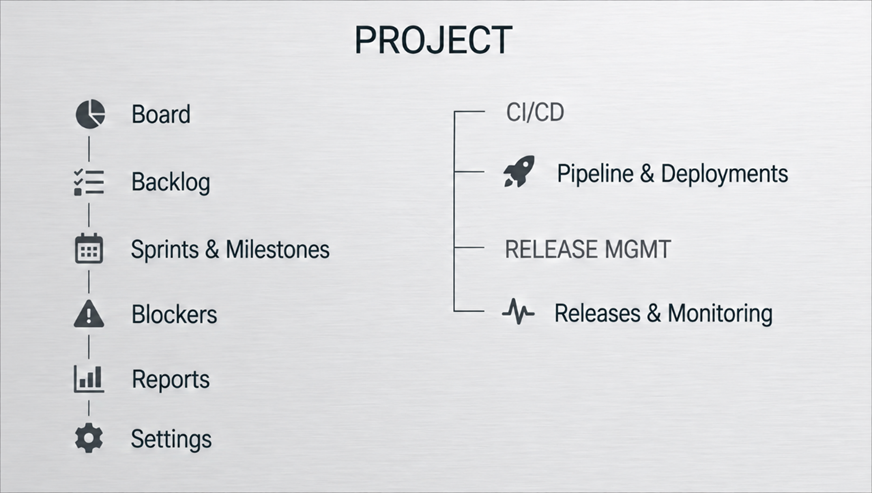 PROJECT
Board
Backlog
Sprints & Milestones
Blockers
Reports
Settings
CI/CD
Pipeline & Deployments
RELEASE MGMT
Releases & Monitoring